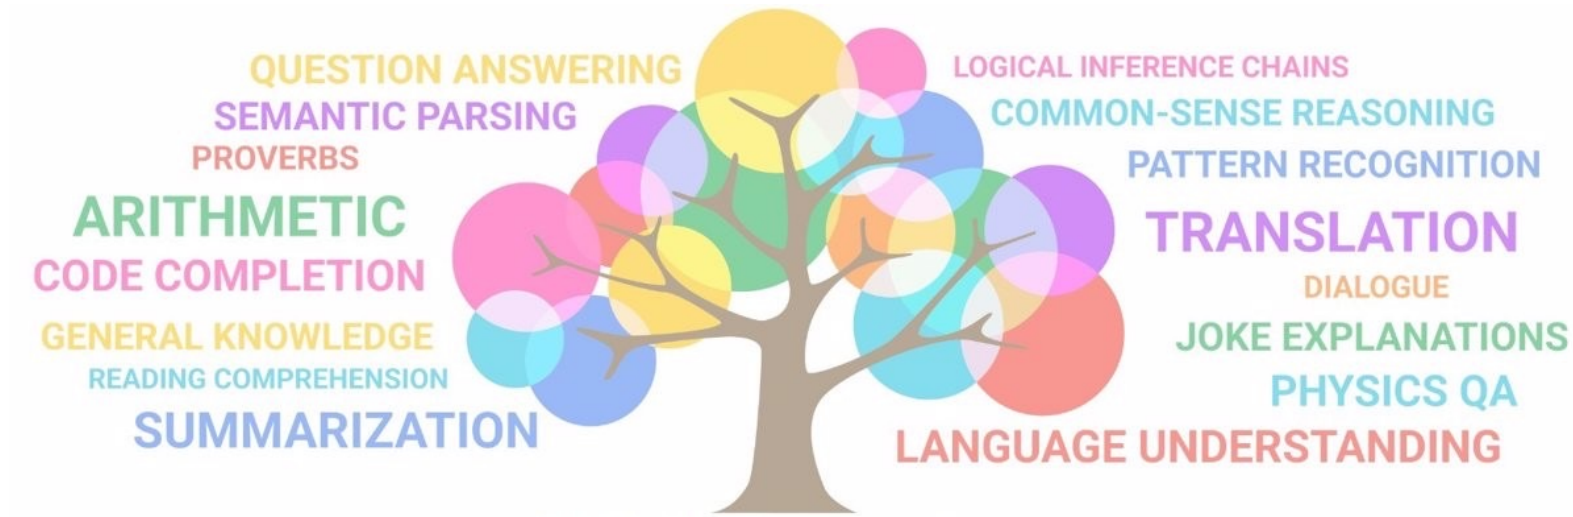 QUESTION ANSWERING
SEMANTIC PARSING
PROVERBS
ARITHMETIC
CODE COMPLETION
GENERAL KNOWLEDGE
READING COMPREHENSION
SUMMARIZATION
LOGICAL INFERENCE CHAINS
COMMON-SENSE REASONING
PATTERN RECOGNITION
TRANSLATION
DIALOGUE
JOKE EXPLANATIONS
PHYSICS QA
LANGUAGE UNDERSTANDING